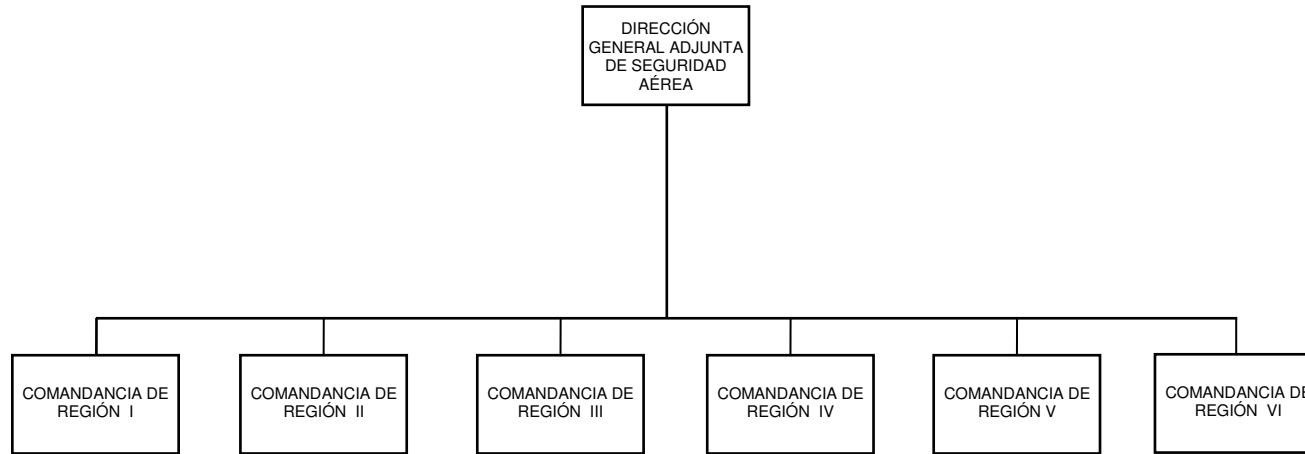 DIRECCIÓN
GENERAL ADJUNTA
DE SEGURIDAD
AÉREA
COMANDANCIA DE
REGIÓN I
COMANDANCIA DE
REGIÓN II
COMANDANCIA DE
REGIÓN III
COMANDANCIA DE
REGIÓN IV
COMANDANCIA DE
REGIÓN V
COMANDANCIA DE
REGIÓN VI